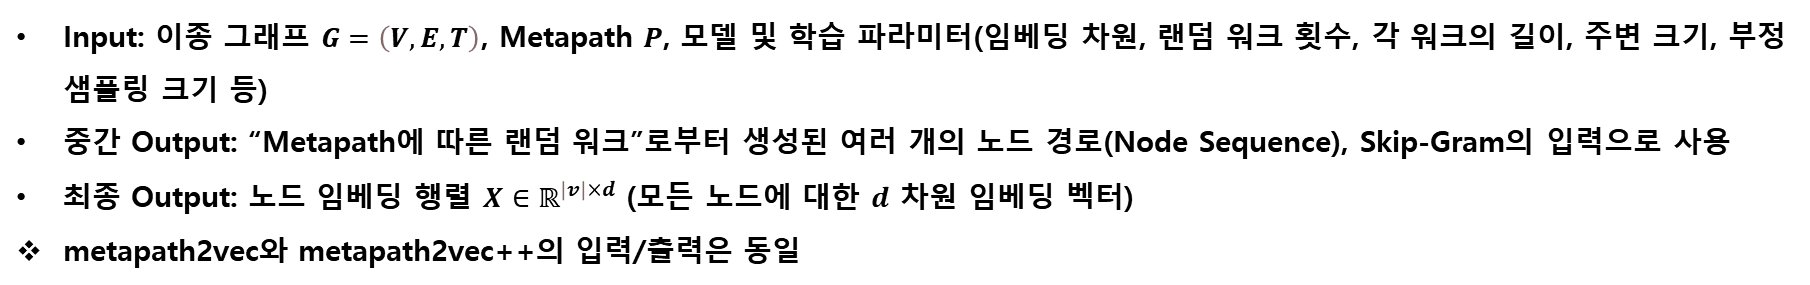 • Input: 이종 그래프 G = (V, E, T), Metapath P, 모델 및 학습 파라미터(임베딩 차원, 랜덤 워크 횟수, 각 워크의 길이, 주변 크기, 부정
샘플링 크기 등)
• 중간 Output: “Metapath에 따른 랜덤 워크”로부터 생성된 여러 개의 노드 경로(Node Sequence), Skip-Gram의 입력으로 사용
• 최종 Output: 노드 임베딩 행렬 X ∈ ℝ^{|v|×d} (모든 노드에 대한 d 차원 임베딩 벡터)
❖ metapath2vec와 metapath2vec++의 입력/출력은 동일